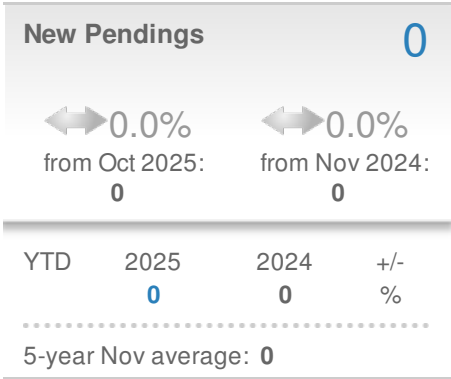 New Pendings 0
0.0% 0.0%
from Oct 2025: from Nov 2024:
0 0
YTD 2025 2024 +/-
0 0 %
5-year Nov average: 0